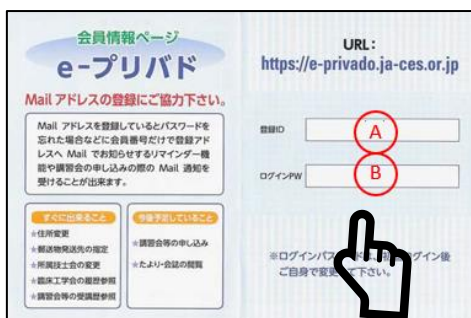 会員情報ページ
e-プリバド
Mail アドレスの登録にご協力下さい。
Mail アドレスを登録しているとパスワードを
忘れた場合などに会員番号だけで登録アド
レスへ Mail でお知らせするリマインダー機
能や講習会の申し込みの際の Mail 通知を
受けることが出来ます。
すぐに出来ること
★住所変更
★郵送物発送先の指定
★所属技士会の変更
★臨床工学会の履歴参照
★講習会等の受講歴参照
今後予定していること
★講習会等の申し込み
★たより・会誌の閲覧
URL:
https://e-privado.ja-ces.or.jp
登録ID
A
ログインPW
B
※ログインパス
グイン後
ご自身で変更
て下さい。